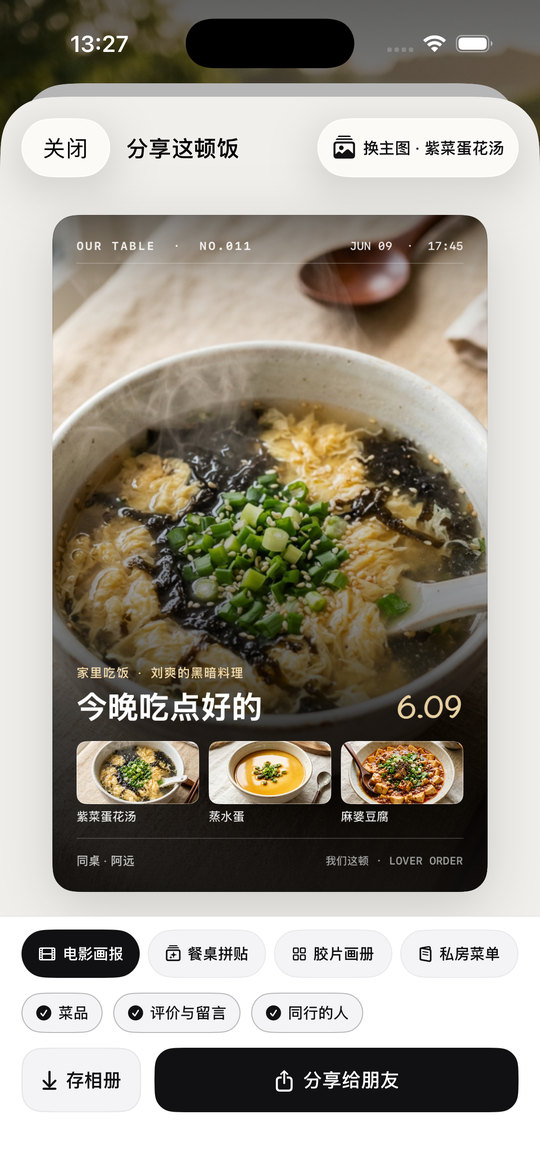 13:27
关闭
分享这顿饭
换主图 · 紫菜蛋花汤
OUR TABLE · NO.011
JUN 09 · 17:45
家里吃饭 · 刘爽的黑暗料理
今晚吃点好的
6.09
紫菜蛋花汤
蒸水蛋
麻婆豆腐
同桌 · 阿远
我们这顿 · LOVER ORDER
电影画报
餐桌拼贴
胶片画册
私房菜单
菜品
评价与留言
同行的人
存相册
分享给朋友